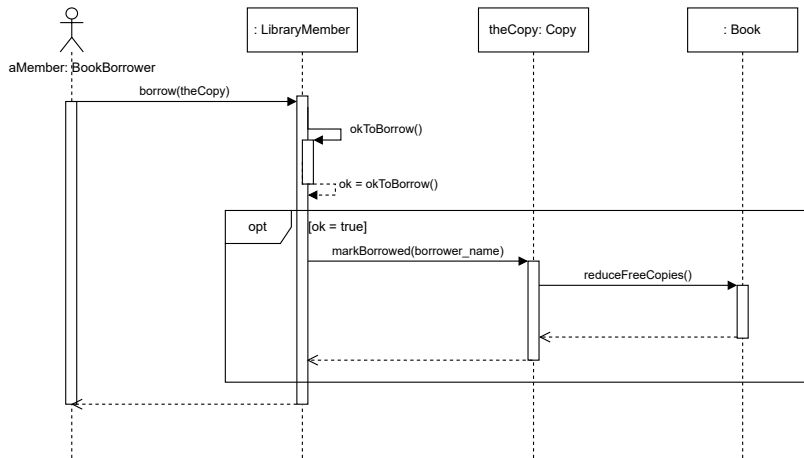 : LibraryMember
theCopy: Copy
: Book
aMember: BookBorrower
borrow(theCopy)
okToBorrow()
ok = okToBorrow()
opt
[ok = true]
markBorrowed(borrower_name)
reduceFreeCopies()